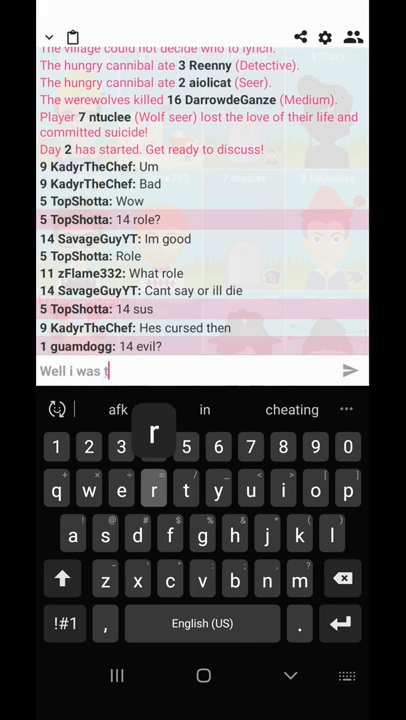 The village could not decide who to lynch.
The hungry cannibal ate 3 Reenny (Detective).
The hungry cannibal ate 2 aiolicat (Seer).
The werewolves killed 16 DarrowdeGanze (Medium).
Player 7 ntuclee (Wolf seer) lost the love of their life and
committed suicide!
Day 2 has started. Get ready to discuss!
9 KadyrTheChef: Um
9 KadyrTheChef: Bad
5 TopShotta: Wow
5 TopShotta: 14 role?
14 SavageGuyYT: Im good
5 TopShotta: Role
11 zFlame332: What role
14 SavageGuyYT: Cant say or ill die
5 TopShotta: 14 sus
9 KadyrTheChef: Hes cursed then
1 guamdogg: 14 evil?
Well i was t
afk in cheating
r
1 2 3 5 6 7 8 9 0
q w e r t y u i o p
a s d f g h j k l
z x c v b n m
!#1 , English (US) .